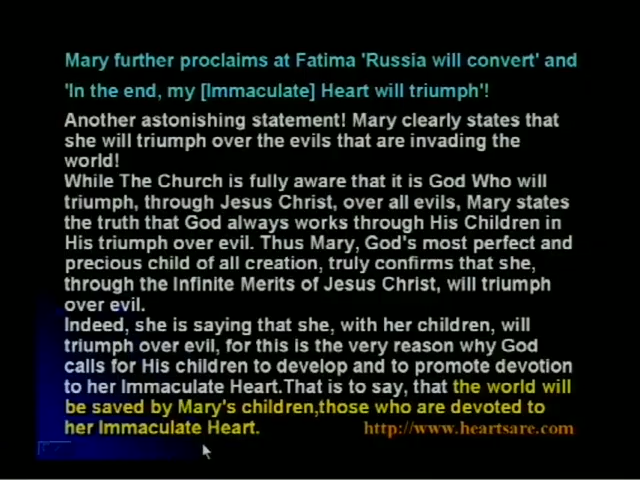 Mary further proclaims at Fatima 'Russia will convert' and
'In the end, my [Immaculate] Heart will triumph'!
Another astonishing statement! Mary clearly states that
she will triumph over the evils that are invading the
world!
While The Church is fully aware that it is God Who will
triumph, through Jesus Christ, over all evils, Mary states
the truth that God always works through His Children in
His triumph over evil. Thus Mary, God's most perfect and
precious child of all creation, truly confirms that she,
through the Infinite Merits of Jesus Christ, will triumph
over evil.
Indeed, she is saying that she, with her children, will
triumph over evil, for this is the very reason why God
calls for His children to develop and to promote devotion
to her Immaculate Heart.That is to say, that the world will
be saved by Mary's children,those who are devoted to
her Immaculate Heart. http://www.heartsare.com